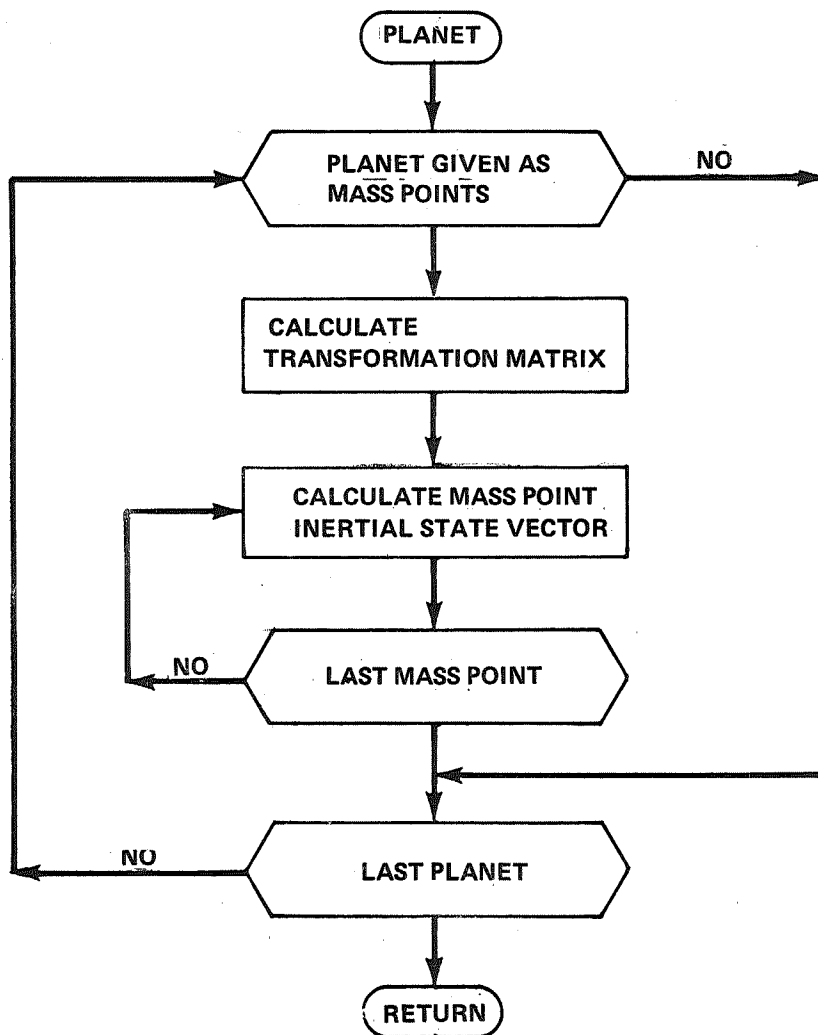 PLANET
PLANET GIVEN AS
MASS POINTS
NO
CALCULATE
TRANSFORMATION MATRIX
CALCULATE MASS POINT
INERTIAL STATE VECTOR
NO
LAST MASS POINT
NO
LAST PLANET
RETURN